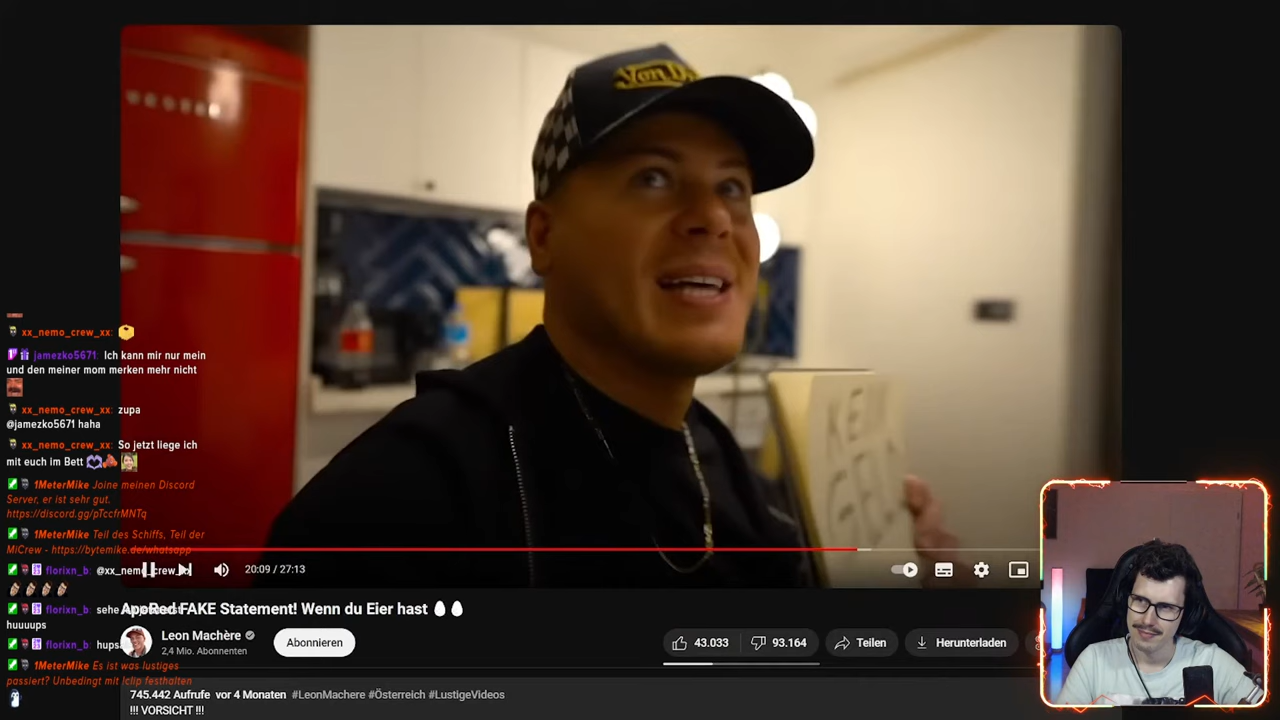 Von Du
KEIN
GEL
xx_nemo_crew_xx:
jamezko5671: Ich kann mir nur mein
und den meiner mom merken mehr nicht
xx_nemo_crew_xx: zupa
@jamezko5671 haha
xx_nemo_crew_xx: So jetzt liege ich
mit euch im Bett
1MeterMike Joine meinen Discord
Server, er ist sehr gut.
https://discord.gg/pTccfrMNTq
1MeterMike Teil des Schiffs, Teil der
MiCrew - https://bytemike.de/whatsapp
florixn_b: @xx_nemo_crew_xx
20:09 / 27:13
florixn_b: sehe
huuuups
florixn_b: hups
1MeterMike Es ist was lustiges
passiert? Unbedingt mit !clip festhalten
AppRed FAKE Statement! Wenn du Eier hast
Leon Machère
2,4 Mio. Abonnenten
Abonnieren
43.033
93.164
Teilen
Herunterladen
745.442 Aufrufe vor 4 Monaten #LeonMachere #Österreich #LustigeVideos
!!! VORSICHT !!!